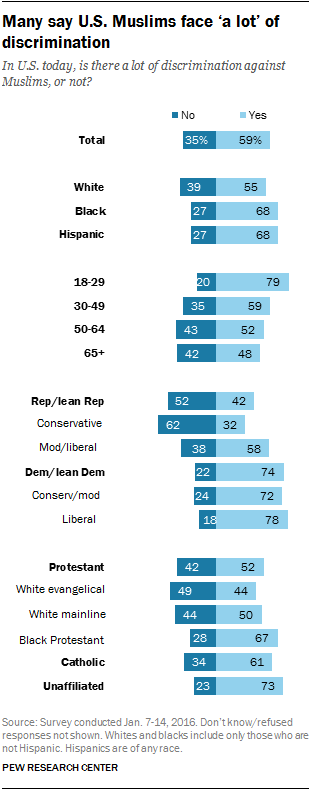 Many say U.S. Muslims face ‘a lot’ of
discrimination
In U.S. today, is there a lot of discrimination against
Muslims, or not?
No Yes
Total 35% 59%
White 39 55
Black 27 68
Hispanic 27 68
18-29 20 79
30-49 35 59
50-64 43 52
65+ 42 48
Rep/lean Rep 52 42
Conservative 62 32
Mod/liberal 38 58
Dem/lean Dem 22 74
Conserv/mod 24 72
Liberal 18 78
Protestant 42 52
White evangelical 49 44
White mainline 44 50
Black Protestant 28 67
Catholic 34 61
Unaffiliated 23 73
Source: Survey conducted Jan. 7-14, 2016. Don’t know/refused
responses not shown. Whites and blacks include only those who are
not Hispanic. Hispanics are of any race.
PEW RESEARCH CENTER